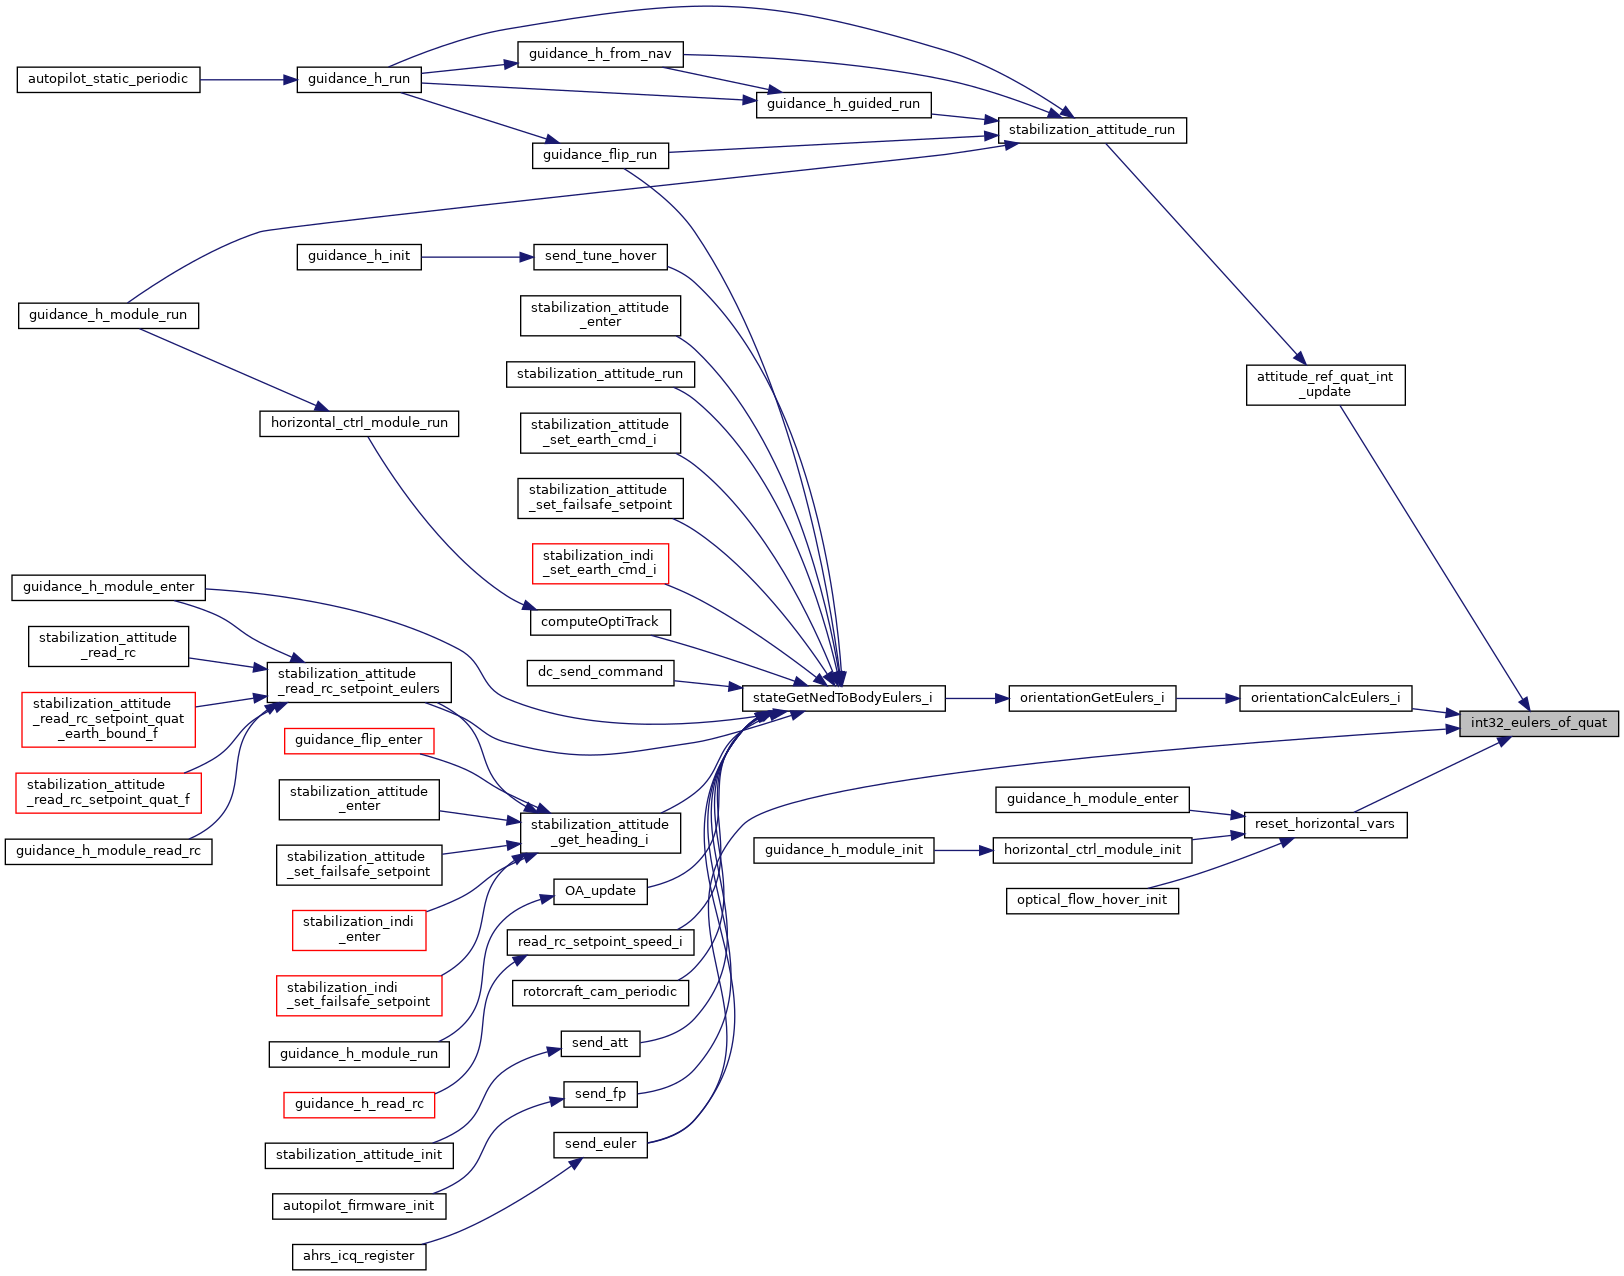 autopilot_static_periodic
guidance_h_run
guidance_h_from_nav
guidance_h_guided_run
stabilization_attitude_run
guidance_flip_run
guidance_h_init
send_tune_hover
guidance_h_module_run
stabilization_attitude
_enter
stabilization_attitude_run
horizontal_ctrl_module_run
stabilization_attitude
_set_earth_cmd_i
stabilization_attitude
_set_failsafe_setpoint
stabilization_indi
_set_earth_cmd_i
computeOptiTrack
dc_send_command
attitude_ref_quat_int
_update
guidance_h_module_enter
stabilization_attitude
_read_rc
stabilization_attitude
_read_rc_setpoint_eulers
stabilization_attitude
_read_rc_setpoint_quat
_earth_bound_f
stabilization_attitude
_read_rc_setpoint_quat_f
guidance_h_module_read_rc
stateGetNedToBodyEulers_i
orientationGetEulers_i
orientationCalcEulers_i
int32_eulers_of_quat
guidance_flip_enter
stabilization_attitude
_enter
stabilization_attitude
_get_heading_i
stabilization_attitude
_set_failsafe_setpoint
stabilization_indi
_enter
stabilization_indi
_set_failsafe_setpoint
guidance_h_module_enter
reset_horizontal_vars
guidance_h_module_init
horizontal_ctrl_module_init
optical_flow_hover_init
OA_update
read_rc_setpoint_speed_i
rotorcraft_cam_periodic
guidance_h_module_run
send_att
guidance_h_read_rc
send_fp
stabilization_attitude_init
send_euler
autopilot_firmware_init
ahrs_icq_register